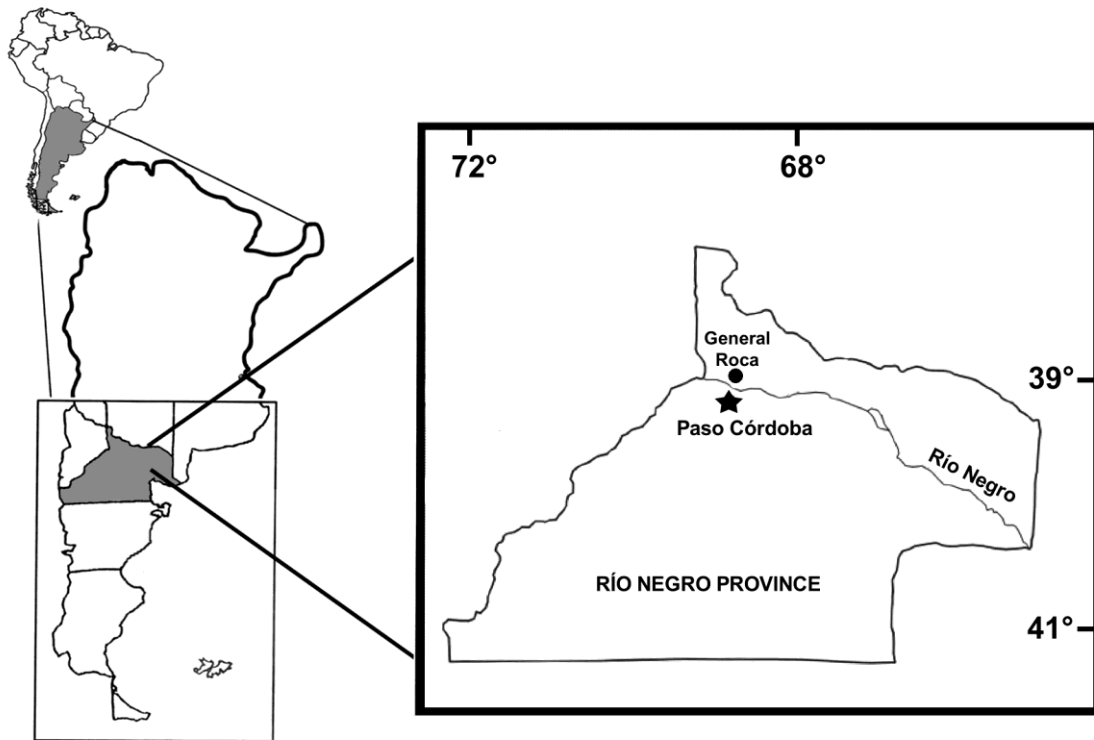 72°
68°
General
Roca
39°
Paso Córdoba
Río Negro
RÍO NEGRO PROVINCE
41°